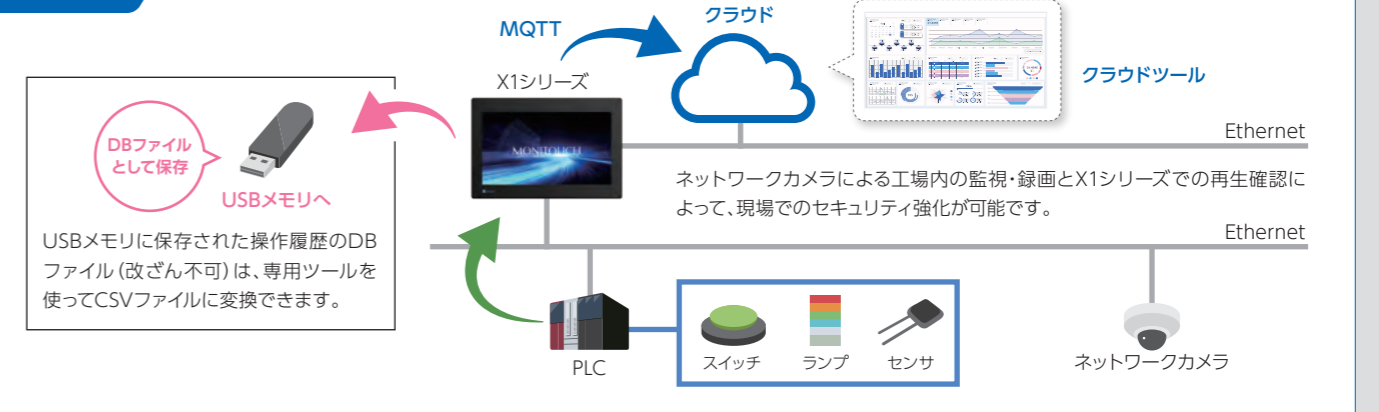 クラウド
MQTT
X1シリーズ
クラウドツール
Ethernet
MONITOUCH
DBファイル
として保存
USBメモリへ
USBメモリに保存された操作履歴のDB
ファイル（改ざん不可）は、専用ツールを
使ってCSVファイルに変換できます。
ネットワークカメラによる工場内の監視・録画とX1シリーズでの再生確認に
よって、現場でのセキュリティ強化が可能です。
Ethernet
PLC
スイッチ
ランプ
センサ
ネットワークカメラ